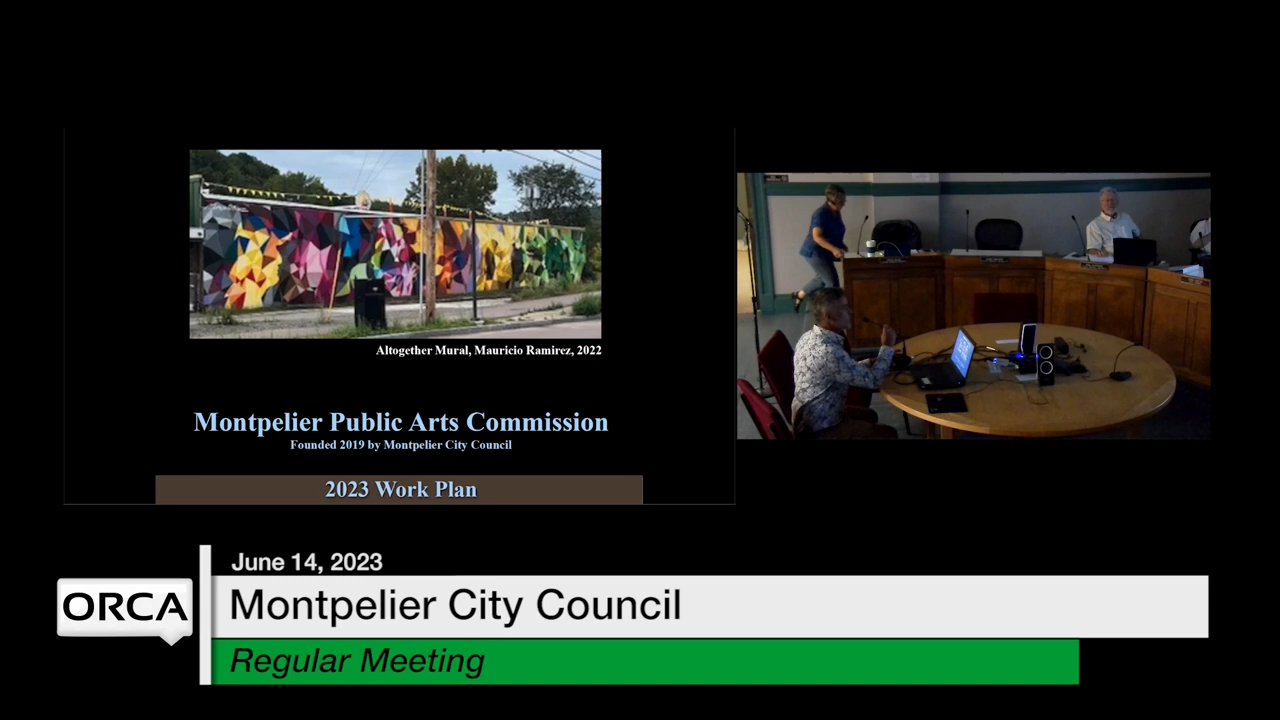 Altogether Mural, Mauricio Ramirez, 2022
Montpelier Public Arts Commission
Founded 2019 by Montpelier City Council
2023 Work Plan
June 14, 2023
ORCA
Montpelier City Council
Regular Meeting